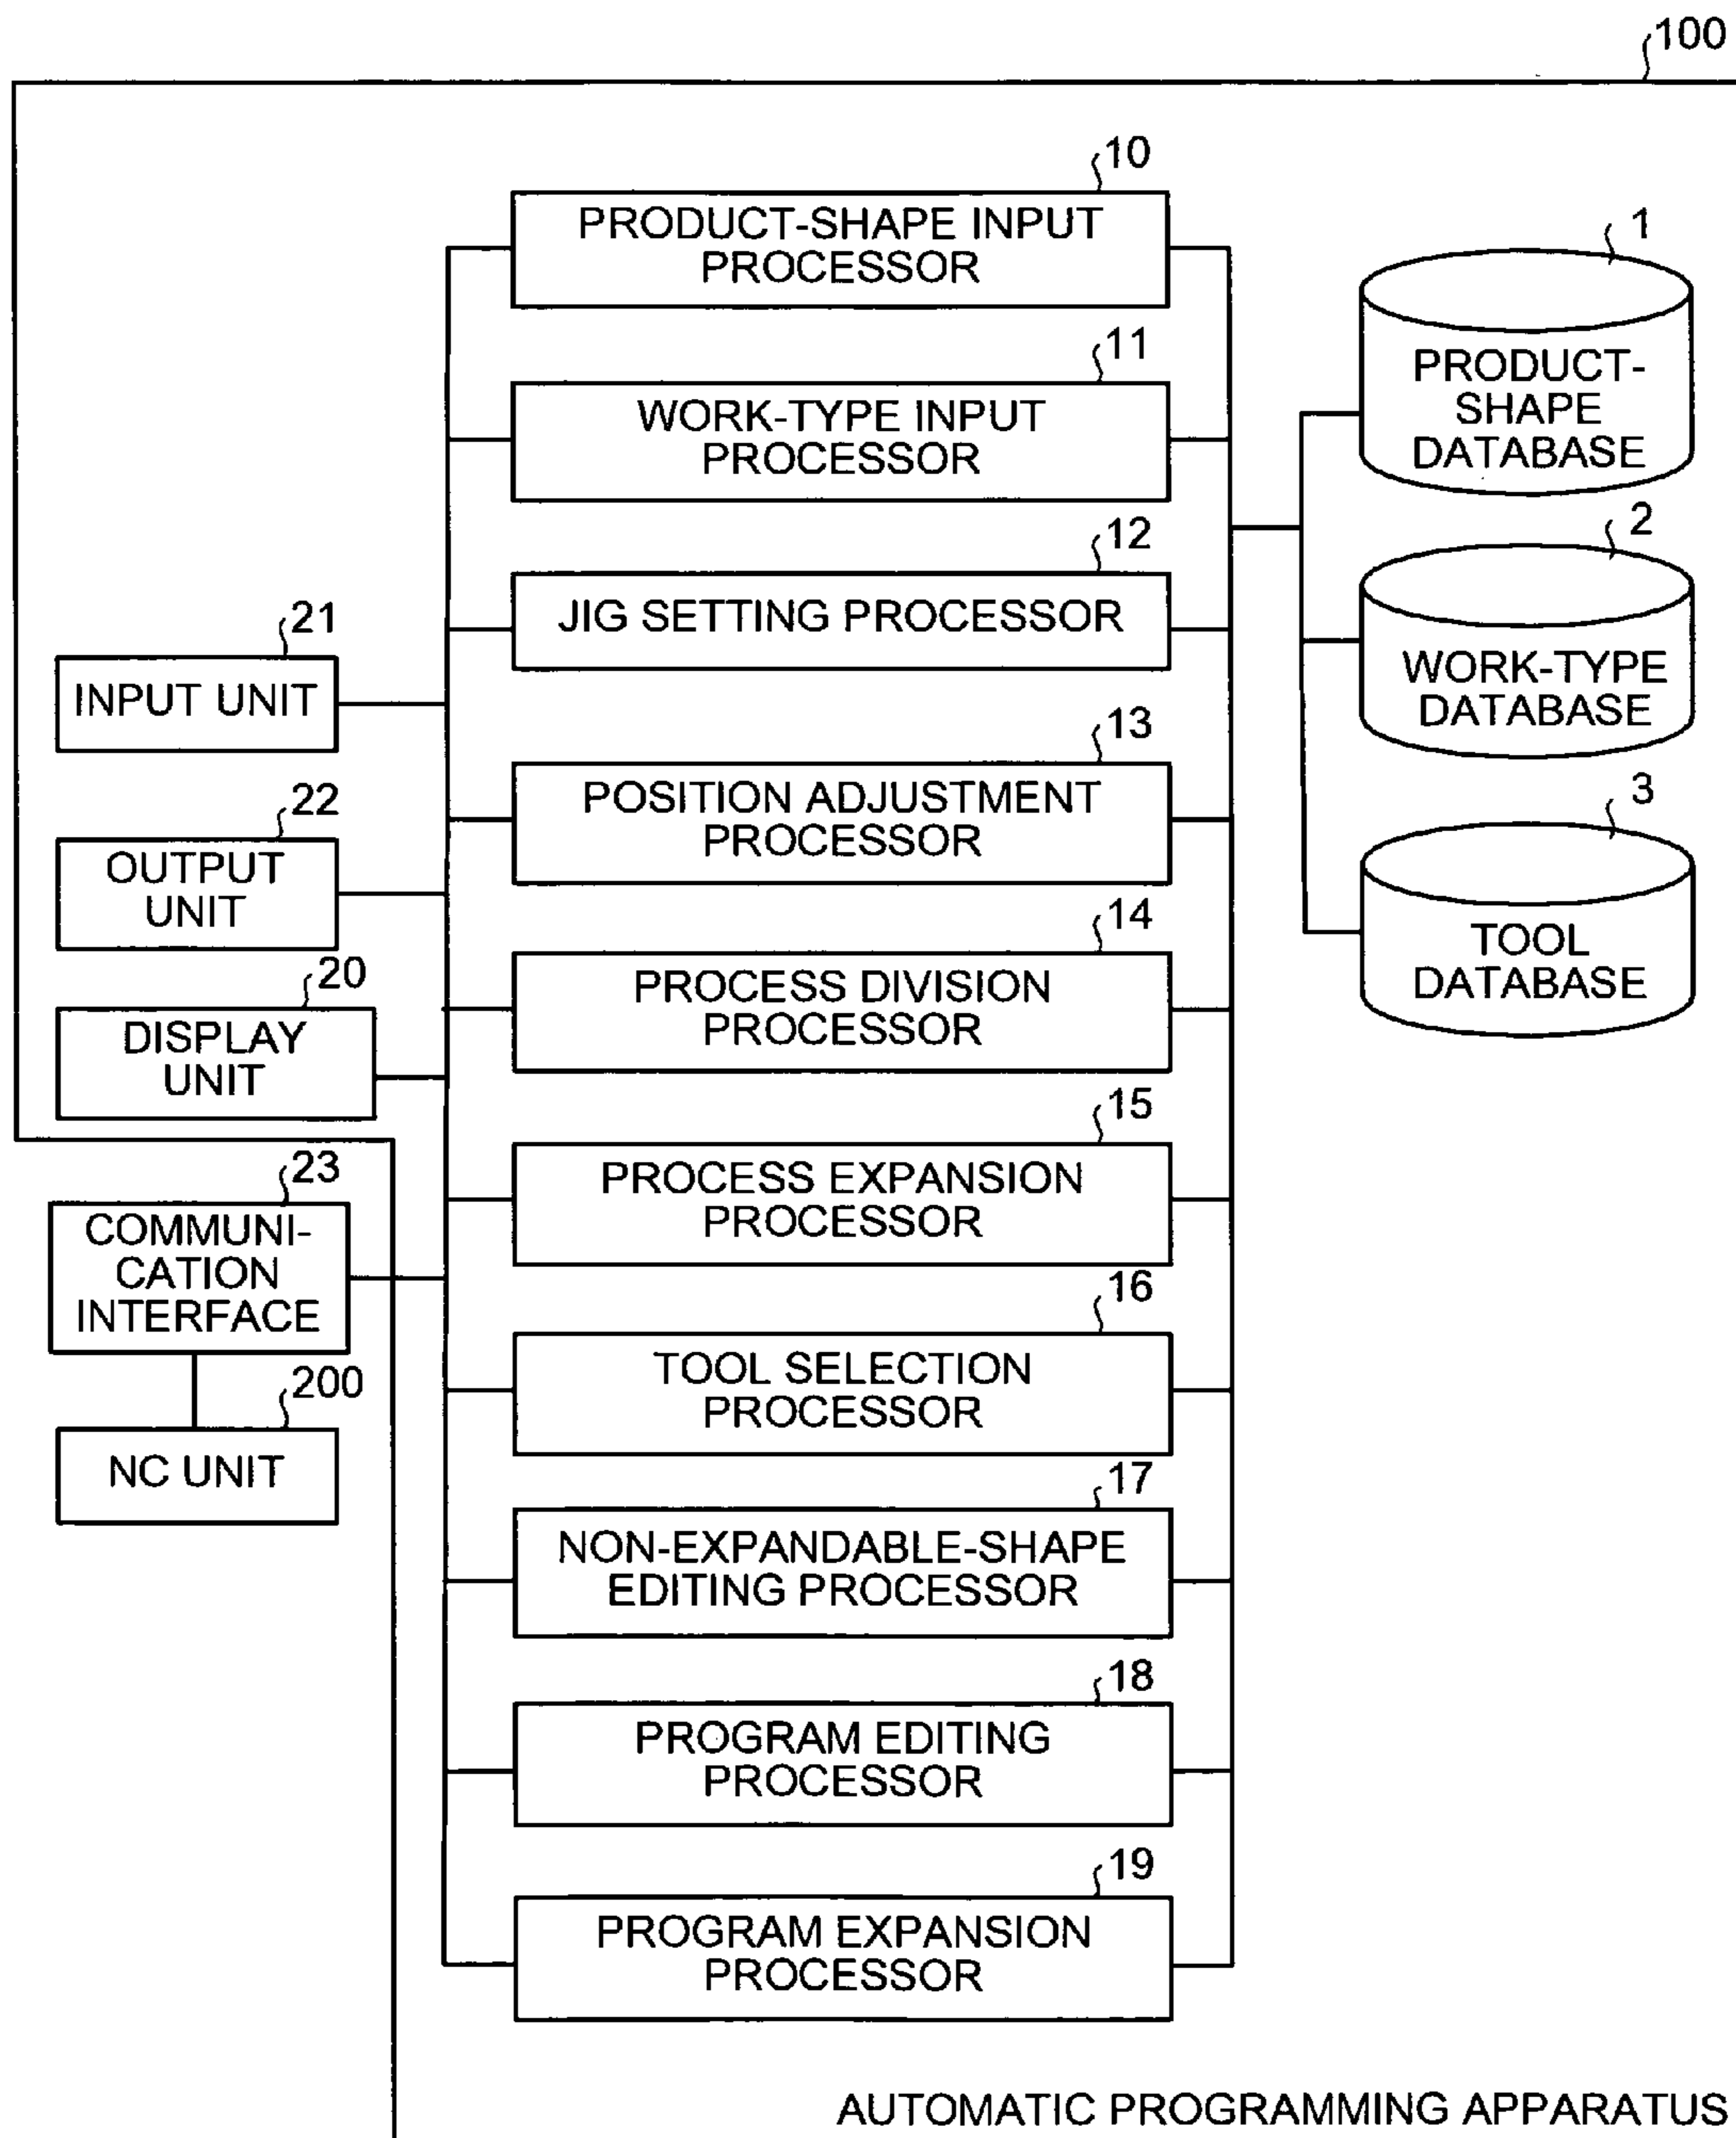 100
10
PRODUCT-SHAPE INPUT
PROCESSOR
11
WORK-TYPE INPUT
PROCESSOR
12
JIG SETTING PROCESSOR
13
POSITION ADJUSTMENT
PROCESSOR
14
PROCESS DIVISION
PROCESSOR
15
PROCESS EXPANSION
PROCESSOR
16
TOOL SELECTION
PROCESSOR
17
NON-EXPANDABLE-SHAPE
EDITING PROCESSOR
18
PROGRAM EDITING
PROCESSOR
19
PROGRAM EXPANSION
PROCESSOR
21
INPUT UNIT
22
OUTPUT
UNIT
20
DISPLAY
UNIT
23
COMMUNI-
CATION
INTERFACE
200
NC UNIT
1
PRODUCT-
SHAPE
DATABASE
2
WORK-TYPE
DATABASE
3
TOOL
DATABASE
AUTOMATIC PROGRAMMING APPARATUS